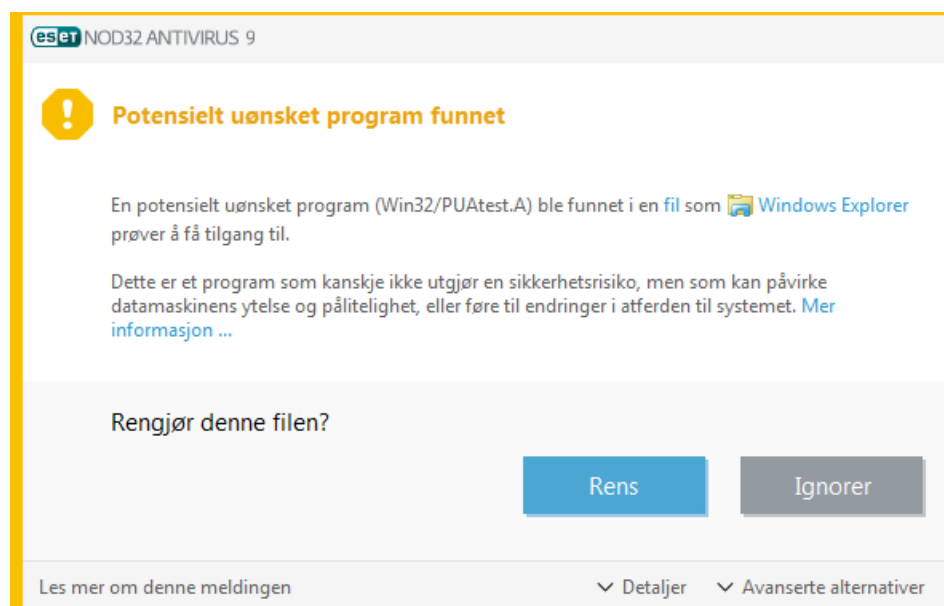 eset NOD32 ANTIVIRUS 9
Potensielt uønsket program funnet
En potensielt uønsket program (Win32/PUAtest.A) ble funnet i en fil som Windows Explorer
prøver å få tilgang til.
Dette er et program som kanskje ikke utgjør en sikkerhetsrisiko, men som kan påvirke
datamaskinens ytelse og pålitelighet, eller føre til endringer i atferden til systemet. Mer
informasjon ...
Rengjør denne filen?
Rens
Ignorer
Les mer om denne meldingen
Detaljer
Avanserte alternativer